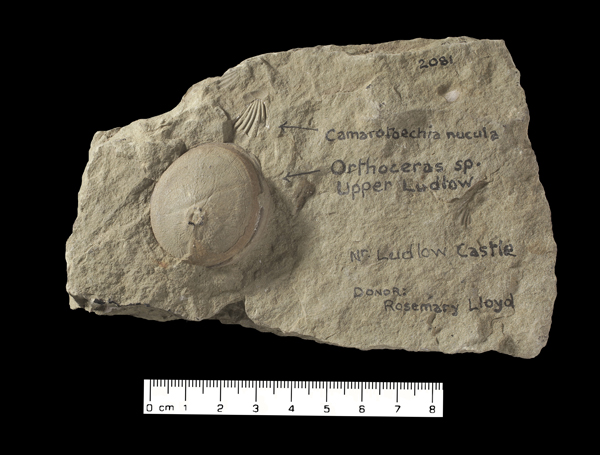 2081
Camarotoechia nucula
Orthoceras sp.
Upper Ludlow
Nr Ludlow Castle
DONOR:
Rosemary Lloyd
0 cm 1 2 3 4 5 6 7 8